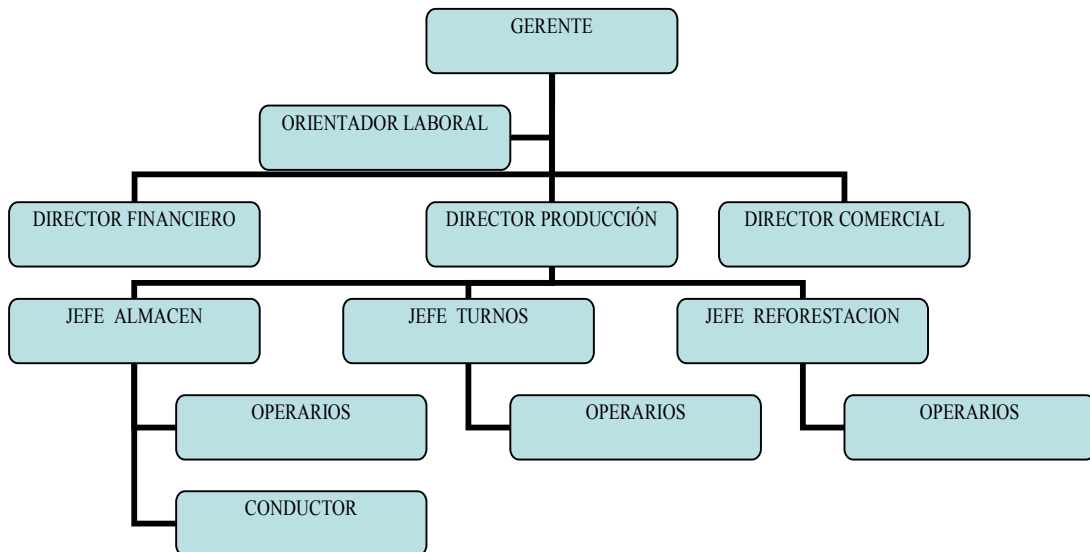 GERENTE
ORIENTADOR LABORAL
DIRECTOR FINANCIERO
DIRECTOR PRODUCCIÓN
DIRECTOR COMERCIAL
JEFE ALMACEN
JEFE TURNOS
JEFE REFORESTACION
OPERARIOS
OPERARIOS
OPERARIOS
CONDUCTOR